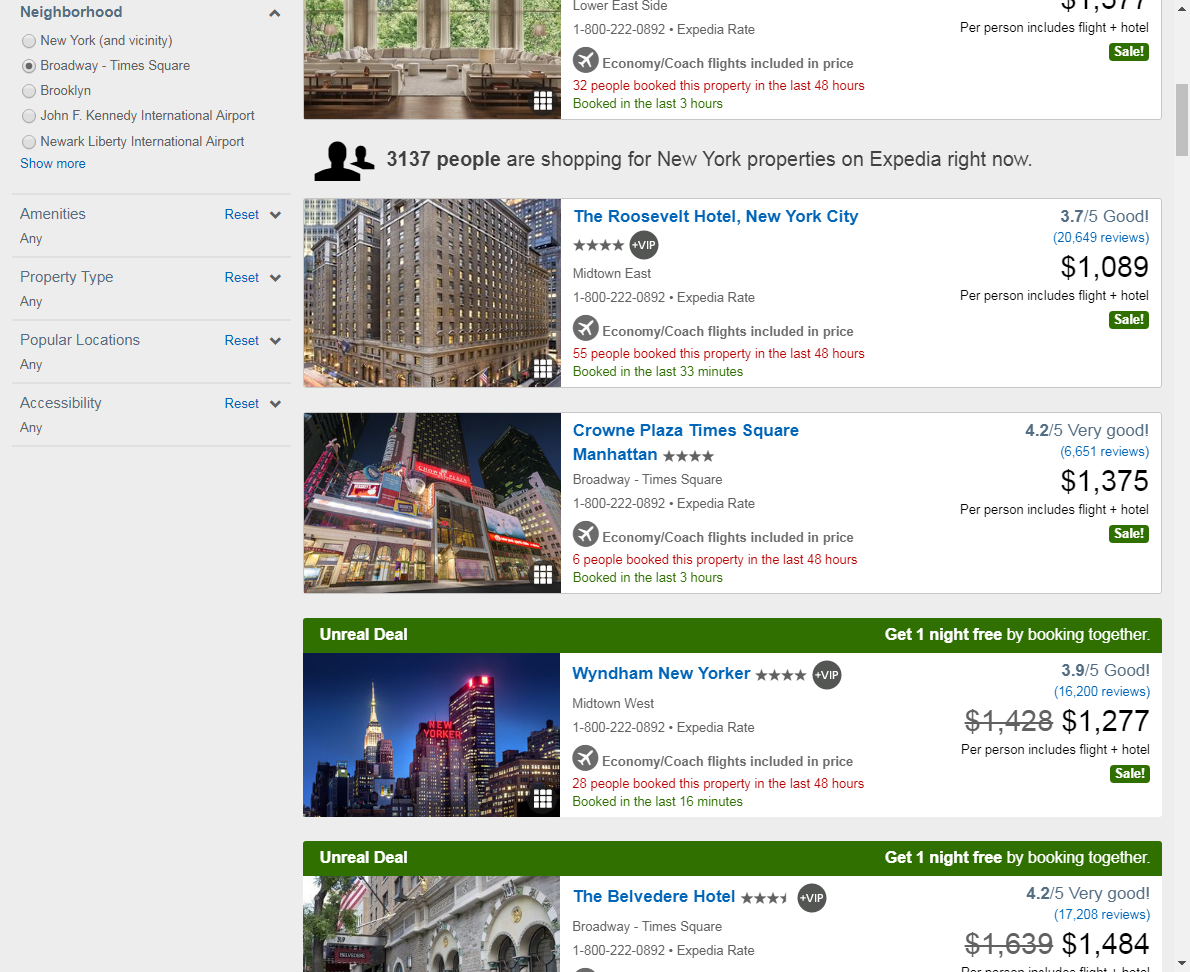 Neighborhood
New York (and vicinity)
Broadway - Times Square
Brooklyn
John F. Kennedy International Airport
Newark Liberty International Airport
Show more
Amenities Reset
Any
Property Type Reset
Any
Popular Locations Reset
Any
Accessibility Reset
Any
Lower East Side
1-800-222-0892 • Expedia Rate
Economy/Coach flights included in price
32 people booked this property in the last 48 hours
Booked in the last 3 hours
$1,377
Per person includes flight + hotel
Sale!
3137 people are shopping for New York properties on Expedia right now.
The Roosevelt Hotel, New York City
+VIP
Midtown East
1-800-222-0892 • Expedia Rate
Economy/Coach flights included in price
55 people booked this property in the last 48 hours
Booked in the last 33 minutes
3.7/5 Good!
(20,649 reviews)
$1,089
Per person includes flight + hotel
Sale!
CROWNE PLAZA
Crowne Plaza Times Square
Manhattan
Broadway - Times Square
1-800-222-0892 • Expedia Rate
Economy/Coach flights included in price
6 people booked this property in the last 48 hours
Booked in the last 3 hours
4.2/5 Very good!
(6,651 reviews)
$1,375
Per person includes flight + hotel
Sale!
Unreal Deal Get 1 night free by booking together.
NEW
YORKER
Wyndham New Yorker +VIP
Midtown West
1-800-222-0892 • Expedia Rate
Economy/Coach flights included in price
28 people booked this property in the last 48 hours
Booked in the last 16 minutes
3.9/5 Good!
(16,200 reviews)
$1,428 $1,277
Per person includes flight + hotel
Sale!
Unreal Deal Get 1 night free by booking together.
BELVEDERE
The Belvedere Hotel +VIP
Broadway - Times Square
1-800-222-0892 • Expedia Rate
4.2/5 Very good!
(17,208 reviews)
$1,639 $1,484
Per person includes flight + hotel